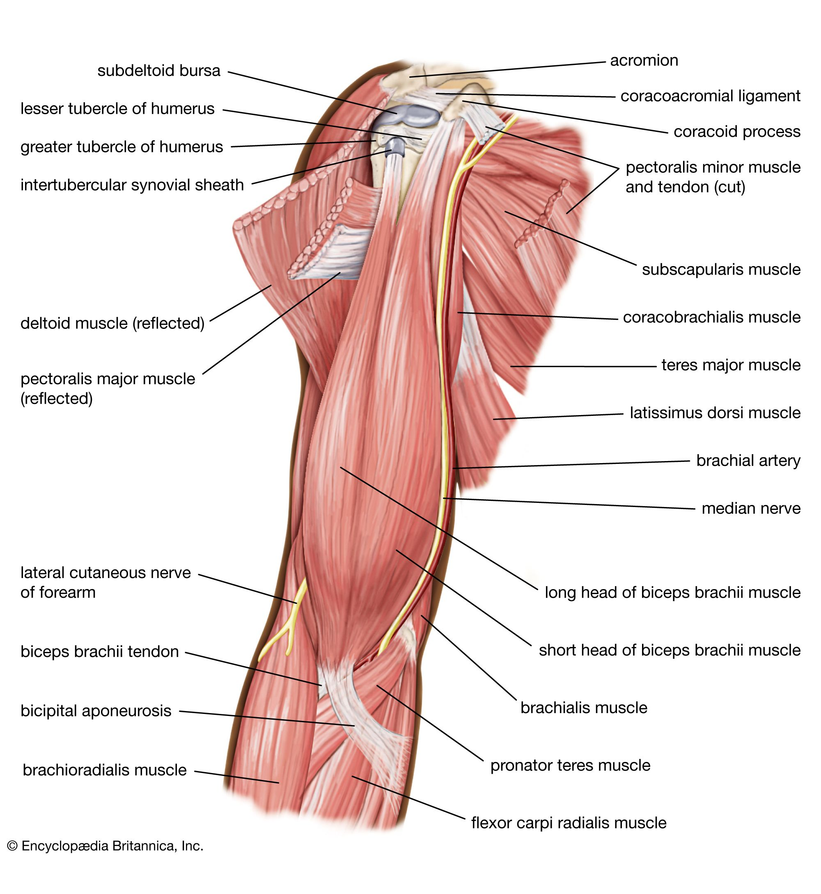 subdeltoid bursa
lesser tubercle of humerus
greater tubercle of humerus
intertubercular synovial sheath
deltoid muscle (reflected)
pectoralis major muscle
(reflected)
lateral cutaneous nerve
of forearm
biceps brachii tendon
bicipital aponeurosis
brachioradialis muscle
acromion
coracoacromial ligament
coracoid process
pectoralis minor muscle
and tendon (cut)
subscapularis muscle
coracobrachialis muscle
teres major muscle
latissimus dorsi muscle
brachial artery
median nerve
long head of biceps brachii muscle
short head of biceps brachii muscle
brachialis muscle
pronator teres muscle
flexor carpi radialis muscle
© Encyclopædia Britannica, Inc.